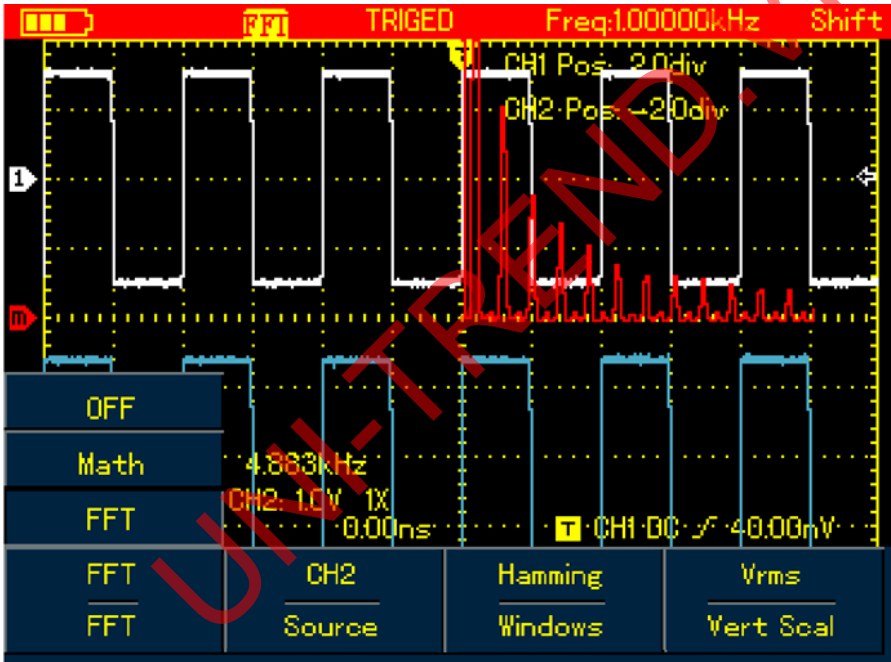 FFT TRIGED Freq:1.00000kHz Shift
T
CH1 Pos: 2.0div
CH2 Pos: -2.0div
1
m
OFF
Math
4.883kHz
CH2: 1.0V 1X
FFT
0.00ns T CH1 DC 40.00mV
FFT CH2 Hamming Vrms
FFT Source Windows Vert Scal
UNI-TREND